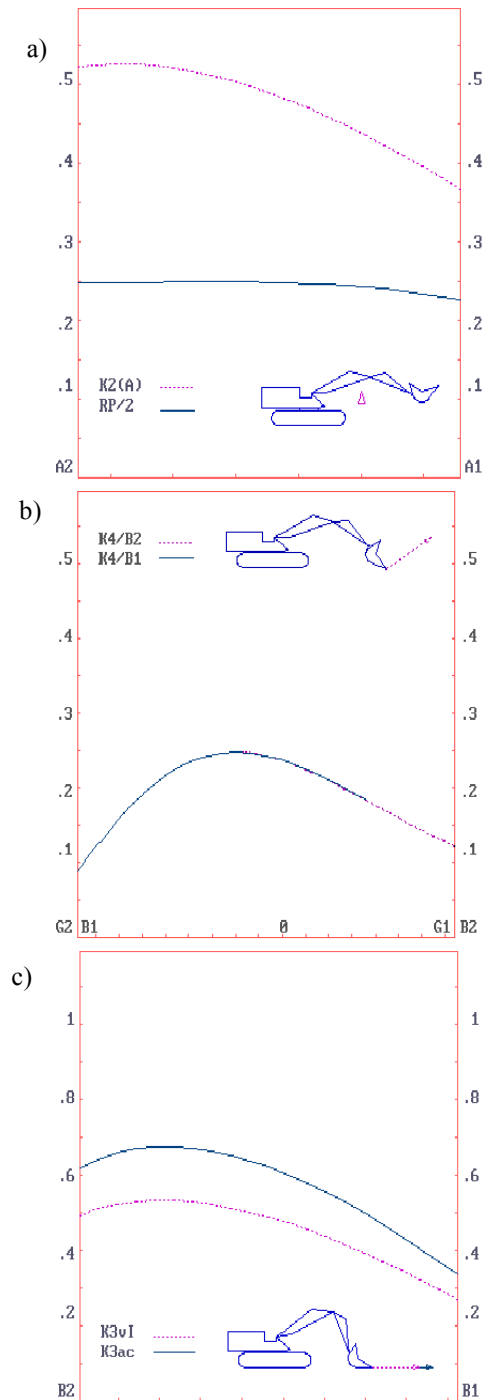 a)
.5 .5
.4 .4
.3 .3
.2 .2
K2(A) .1 .1
RP/2
A2 A1
b)
K4/B2
K4/B1
.5 .5
.4 .4
.3 .3
.2 .2
.1 .1
G2 B1 0 G1 B2
c)
1 1
.8 .8
.6 .6
.4 .4
.2 .2
K3vI
K3ac
B2 B1